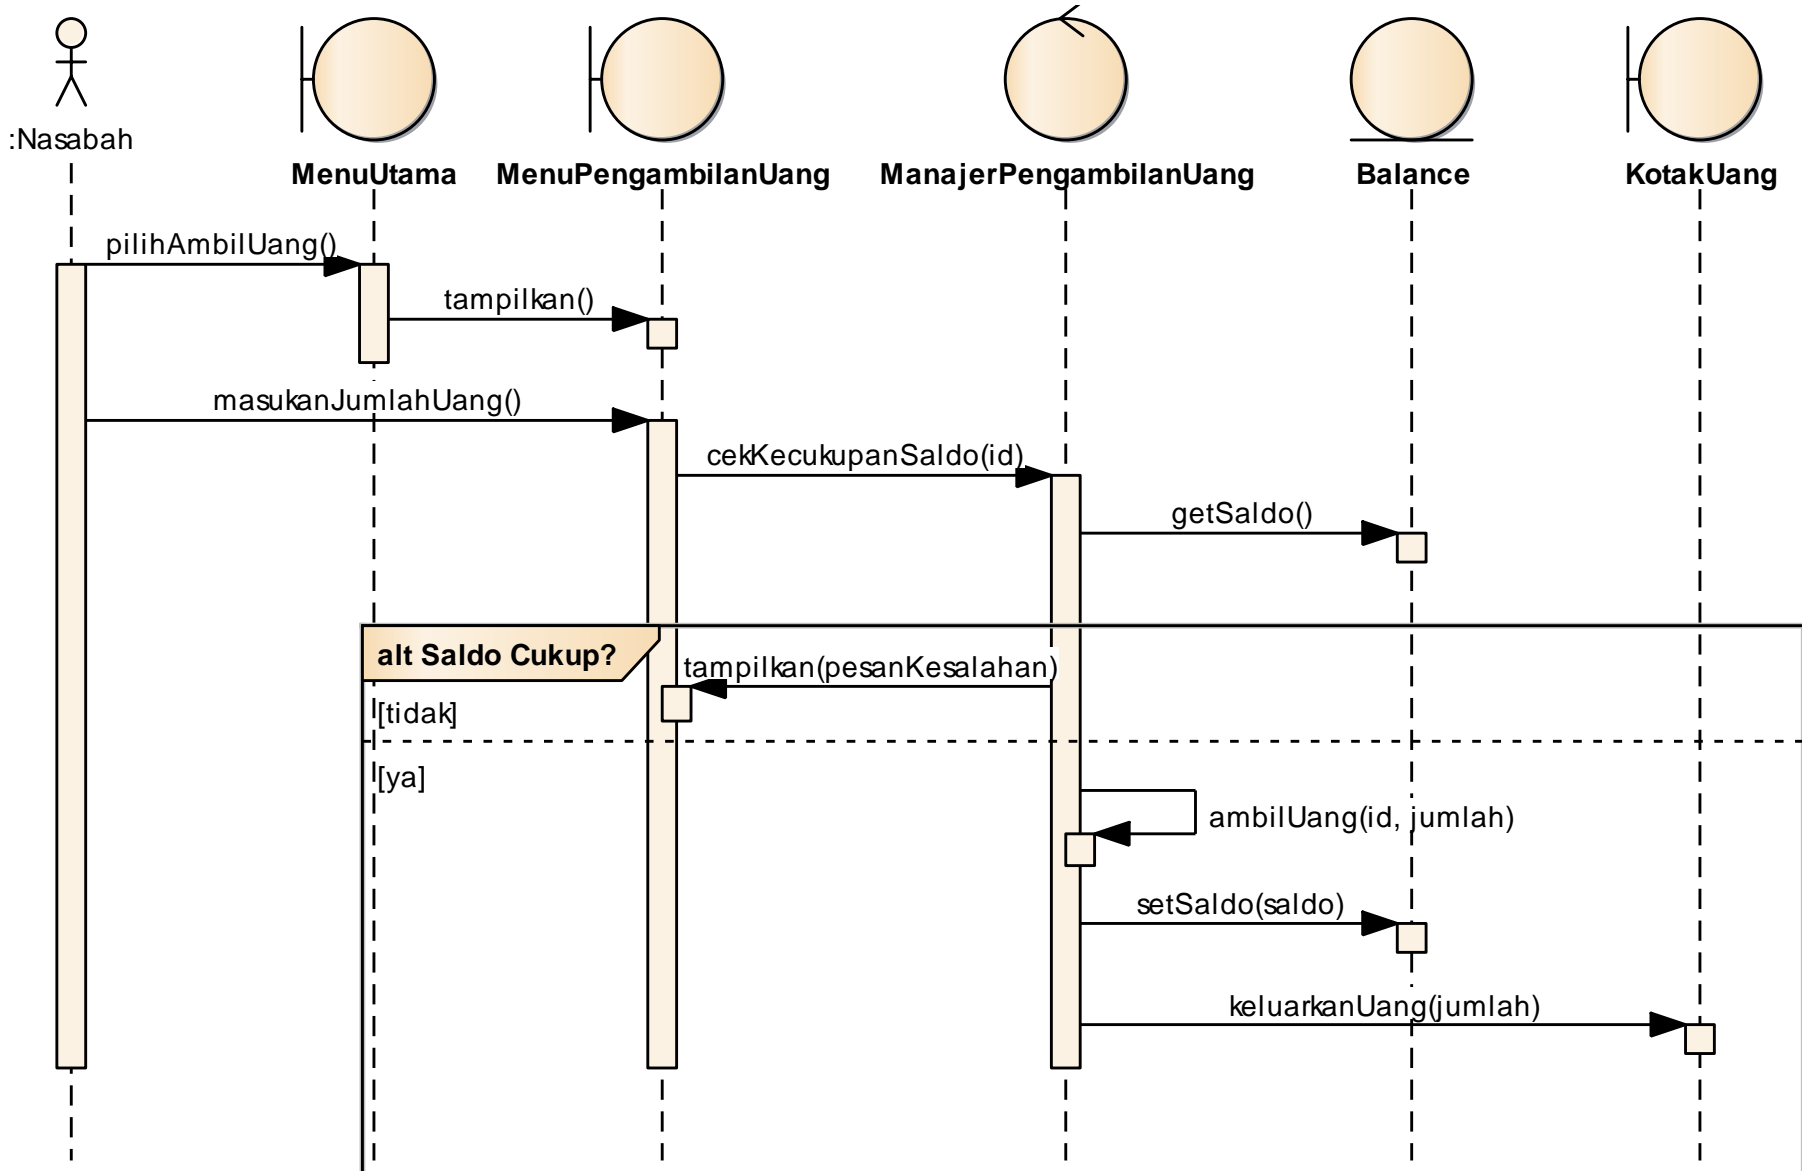 :Nasabah
MenuUtama
MenuPengambilanUang
ManajerPengambilanUang
Balance
KotakUang
pilihAmbilUang()
tampilkan()
masukanJumlahUang()
cekKecukupanSaldo(id)
getSaldo()
alt Saldo Cukup?
tampilkan(pesanKesalahan)
[tidak]
[ya]
ambilUang(id, jumlah)
setSaldo(saldo)
keluarkanUang(jumlah)